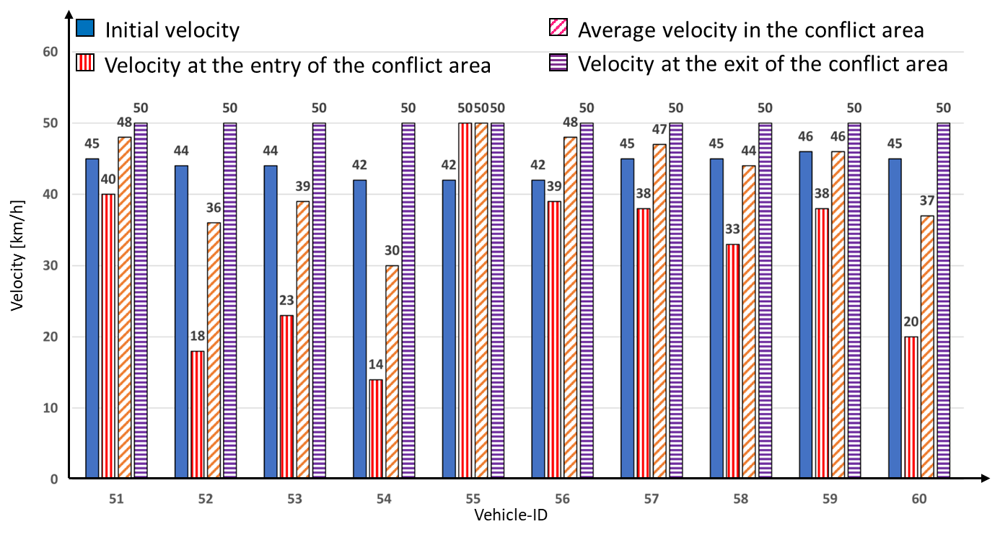 Initial velocity
Average velocity in the conflict area
Velocity at the entry of the conflict area
Velocity at the exit of the conflict area
Velocity [km/h]
60
50
40
30
20
10
0
45 40 48 50
44 18 36 50
44 23 39 50
42 14 30 50
42 50 50 50
42 39 48 50
45 38 47 50
45 33 44 50
46 38 46 50
45 20 37 50
51 52 53 54 55 56 57 58 59 60
Vehicle-ID